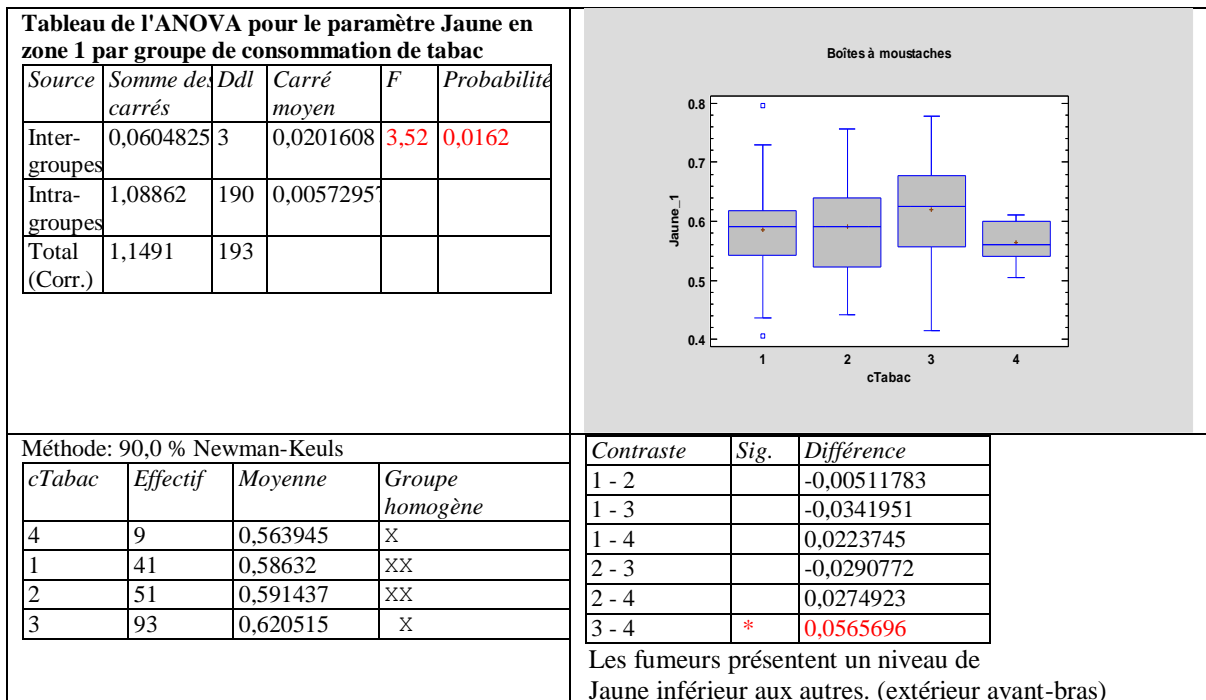 Tableau de l'ANOVA pour le paramètre Jaune en
zone 1 par groupe de consommation de tabac
Source Somme des Ddl Carré F Probabilité
carrés moyen
Inter- 0,0604825 3 0,0201608 3,52 0,0162
groupes
Intra- 1,08862 190 0,00572957
groupes
Total 1,1491 193
(Corr.)
Boîtes à moustaches
0.8
0.7
0.6
0.5
0.4
Jaune_1
1 2 3 4
cTabac
Méthode: 90,0 % Newman-Keuls
cTabac Effectif Moyenne Groupe
homogène
4 9 0,563945 X
1 41 0,58632 XX
2 51 0,591437 XX
3 93 0,620515 X
Contraste Sig. Différence
1 - 2 -0,00511783
1 - 3 -0,0341951
1 - 4 0,0223745
2 - 3 -0,0290772
2 - 4 0,0274923
3 - 4 * 0,0565696
Les fumeurs présentent un niveau de
Jaune inférieur aux autres. (extérieur avant-bras)